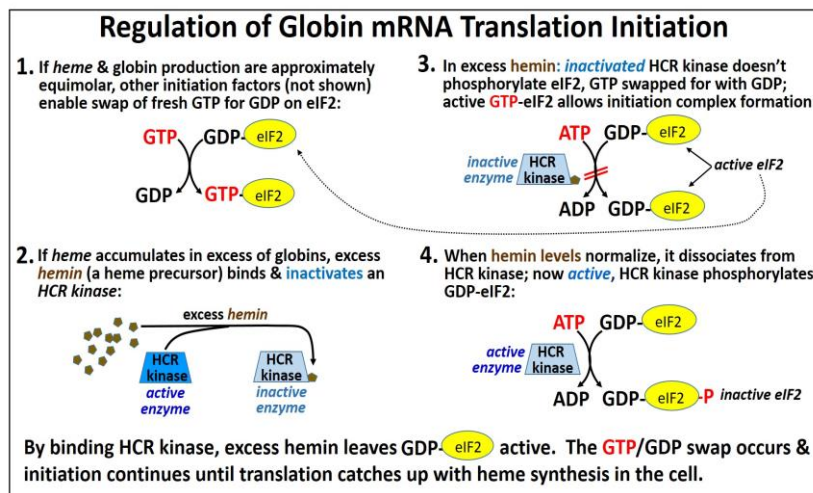 Regulation of Globin mRNA Translation Initiation
1. If heme & globin production are approximately
equimolar, other initiation factors (not shown)
enable swap of fresh GTP for GDP on eIF2:
GTP GDP- eIF2
GDP GTP- eIF2
2. If heme accumulates in excess of globins, excess
hemin (a heme precursor) binds & inactivates an
HCR kinase:
excess hemin
HCR
kinase
active
enzyme
HCR
kinase
inactive
enzyme
3. In excess hemin: inactivated HCR kinase doesn't
phosphorylate eIF2, GTP swapped for with GDP;
active GTP-eIF2 allows initiation complex formation
ATP GDP- eIF2
inactive
enzyme
HCR
kinase
active eIF2
ADP GDP- eIF2
4. When hemin levels normalize, it dissociates from
HCR kinase; now active, HCR kinase phosphorylates
GDP-eIF2:
ATP GDP- eIF2
active
enzyme
HCR
kinase
ADP GDP- eIF2 -P inactive eIF2
By binding HCR kinase, excess hemin leaves GDP- eIF2 active. The GTP/GDP swap occurs &
initiation continues until translation catches up with heme synthesis in the cell.